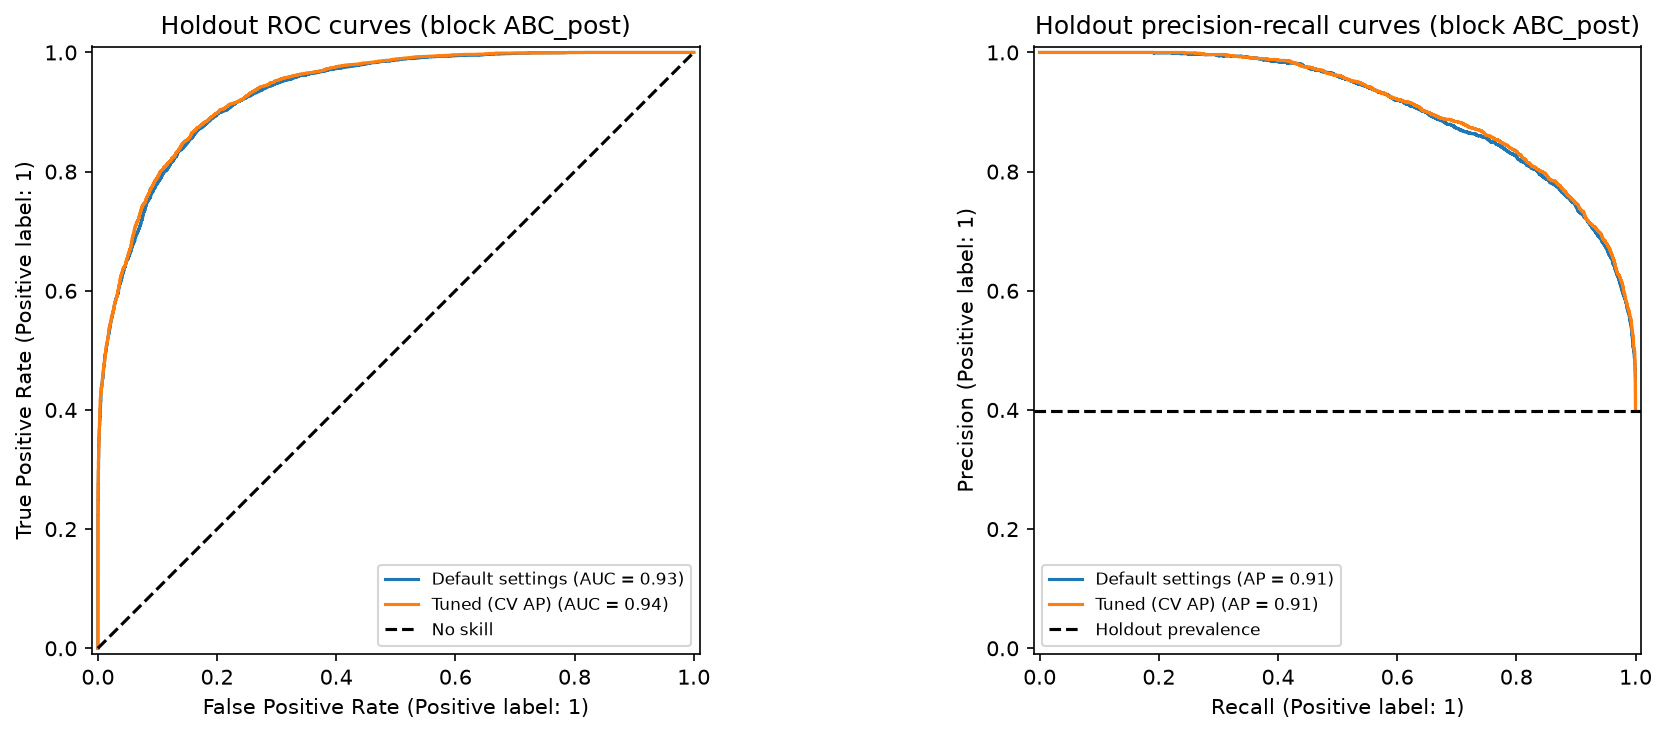 Holdout ROC curves (block ABC_post)
True Positive Rate (Positive label: 1)
1.0
0.8
0.6
0.4
0.2
0.0
0.0 0.2 0.4 0.6 0.8 1.0
False Positive Rate (Positive label: 1)
Default settings (AUC = 0.93)
Tuned (CV AP) (AUC = 0.94)
No skill
Holdout precision-recall curves (block ABC_post)
Precision (Positive label: 1)
1.0
0.8
0.6
0.4
0.2
0.0
0.0 0.2 0.4 0.6 0.8 1.0
Recall (Positive label: 1)
Default settings (AP = 0.91)
Tuned (CV AP) (AP = 0.91)
Holdout prevalence